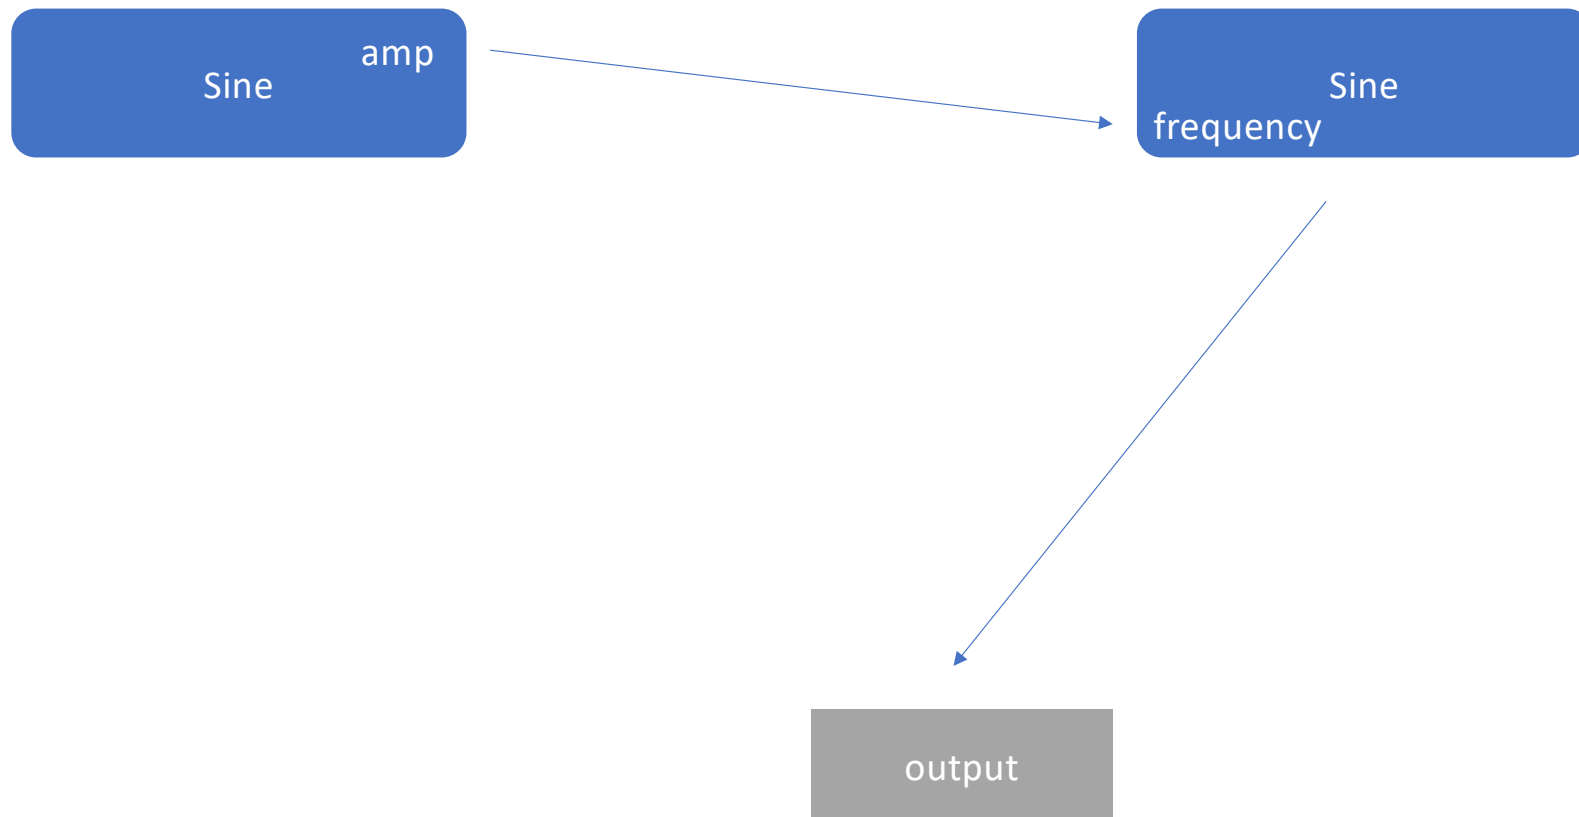 amp
Sine
Sine
frequency
output